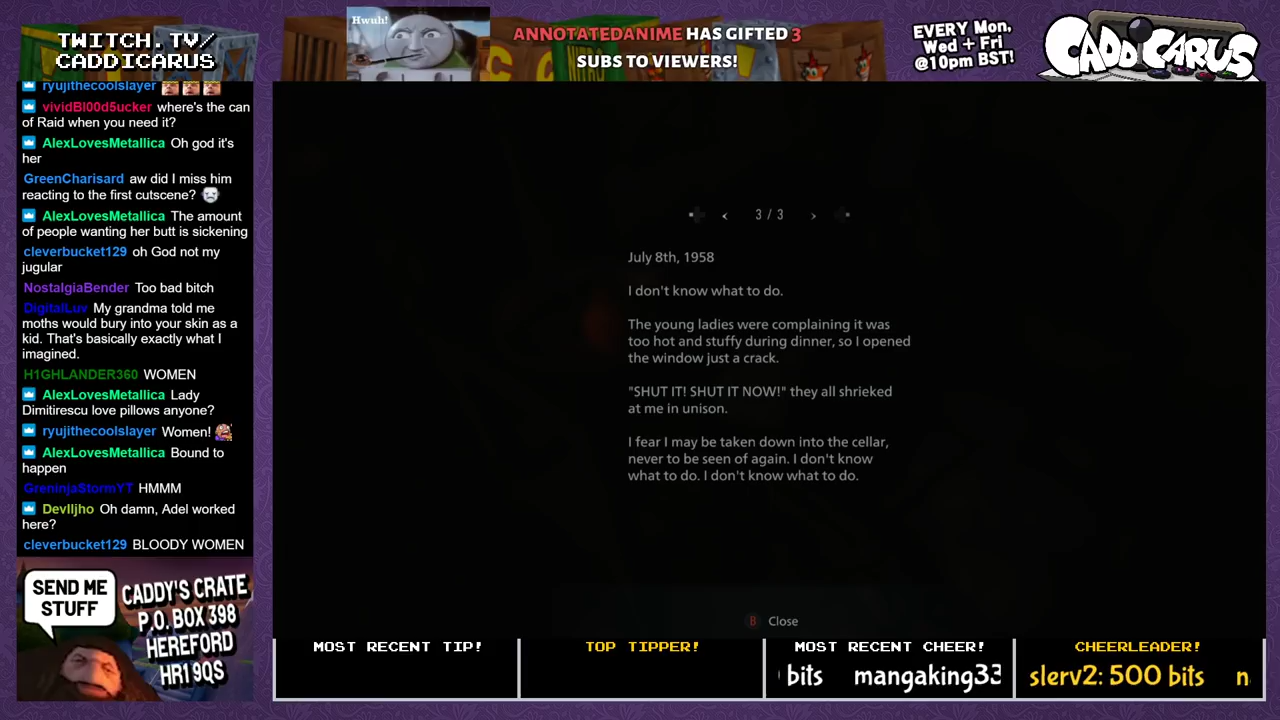 TWITCH.TV/
CADDICARUS
Hwuh!
ANNOTATEDANIME HAS GIFTED 3
SUBS TO VIEWERS!
EVERY Mon,
Wed + Fri
@10pm BST!
CADDICARUS
ryujithecoolslayer
vividBl00d5ucker where's the can
of Raid when you need it?
AlexLovesMetallica Oh god it's
her
GreenCharisard aw did I miss him
reacting to the first cutscene?
AlexLovesMetallica The amount
of people wanting her butt is sickening
cleverbucket129 oh God not my
jugular
NostalgiaBender Too bad bitch
DigitalLuv My grandma told me
moths would bury into your skin as a
kid. That's basically exactly what I
imagined.
H1GHLANDER360 WOMEN
AlexLovesMetallica Lady
Dimitirescu love pillows anyone?
ryujithecoolslayer Women!
AlexLovesMetallica Bound to
happen
GreninjaStormYT HMMM
DevIljho Oh damn, Adel worked
here?
cleverbucket129 BLOODY WOMEN
< 3 / 3 >
July 8th, 1958
I don't know what to do.
The young ladies were complaining it was
too hot and stuffy during dinner, so I opened
the window just a crack.
"SHUT IT! SHUT IT NOW!" they all shrieked
at me in unison.
I fear I may be taken down into the cellar,
never to be seen of again. I don't know
what to do. I don't know what to do.
B Close
SEND ME
STUFF
CADDY'S CRATE
P.O. BOX 398
HEREFORD
HR1 9QS
MOST RECENT TIP!
TOP TIPPER!
MOST RECENT CHEER!
bits mangaking33
CHEERLEADER!
slerv2: 500 bits n